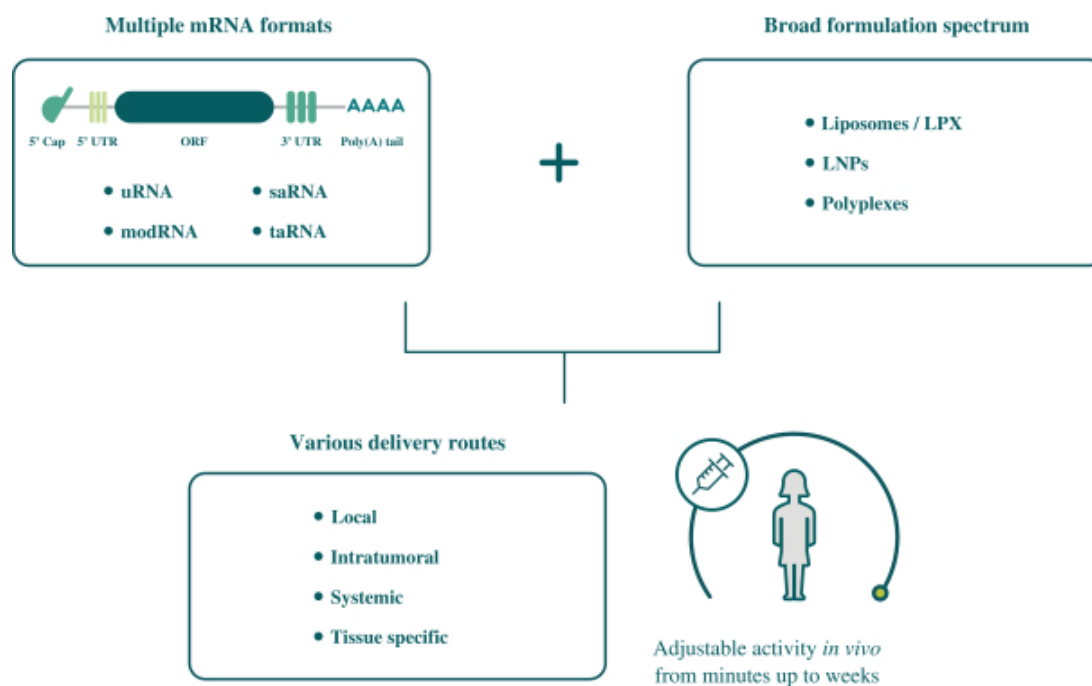 Multiple mRNA formats
AAAA
5' Cap 5' UTR ORF 3' UTR Poly(A) tail
• uRNA
• saRNA
• modRNA
• taRNA
+
Broad formulation spectrum
• Liposomes / LPX
• LNPs
• Polyplexes
Various delivery routes
• Local
• Intratumoral
• Systemic
• Tissue specific
Adjustable activity in vivo
from minutes up to weeks